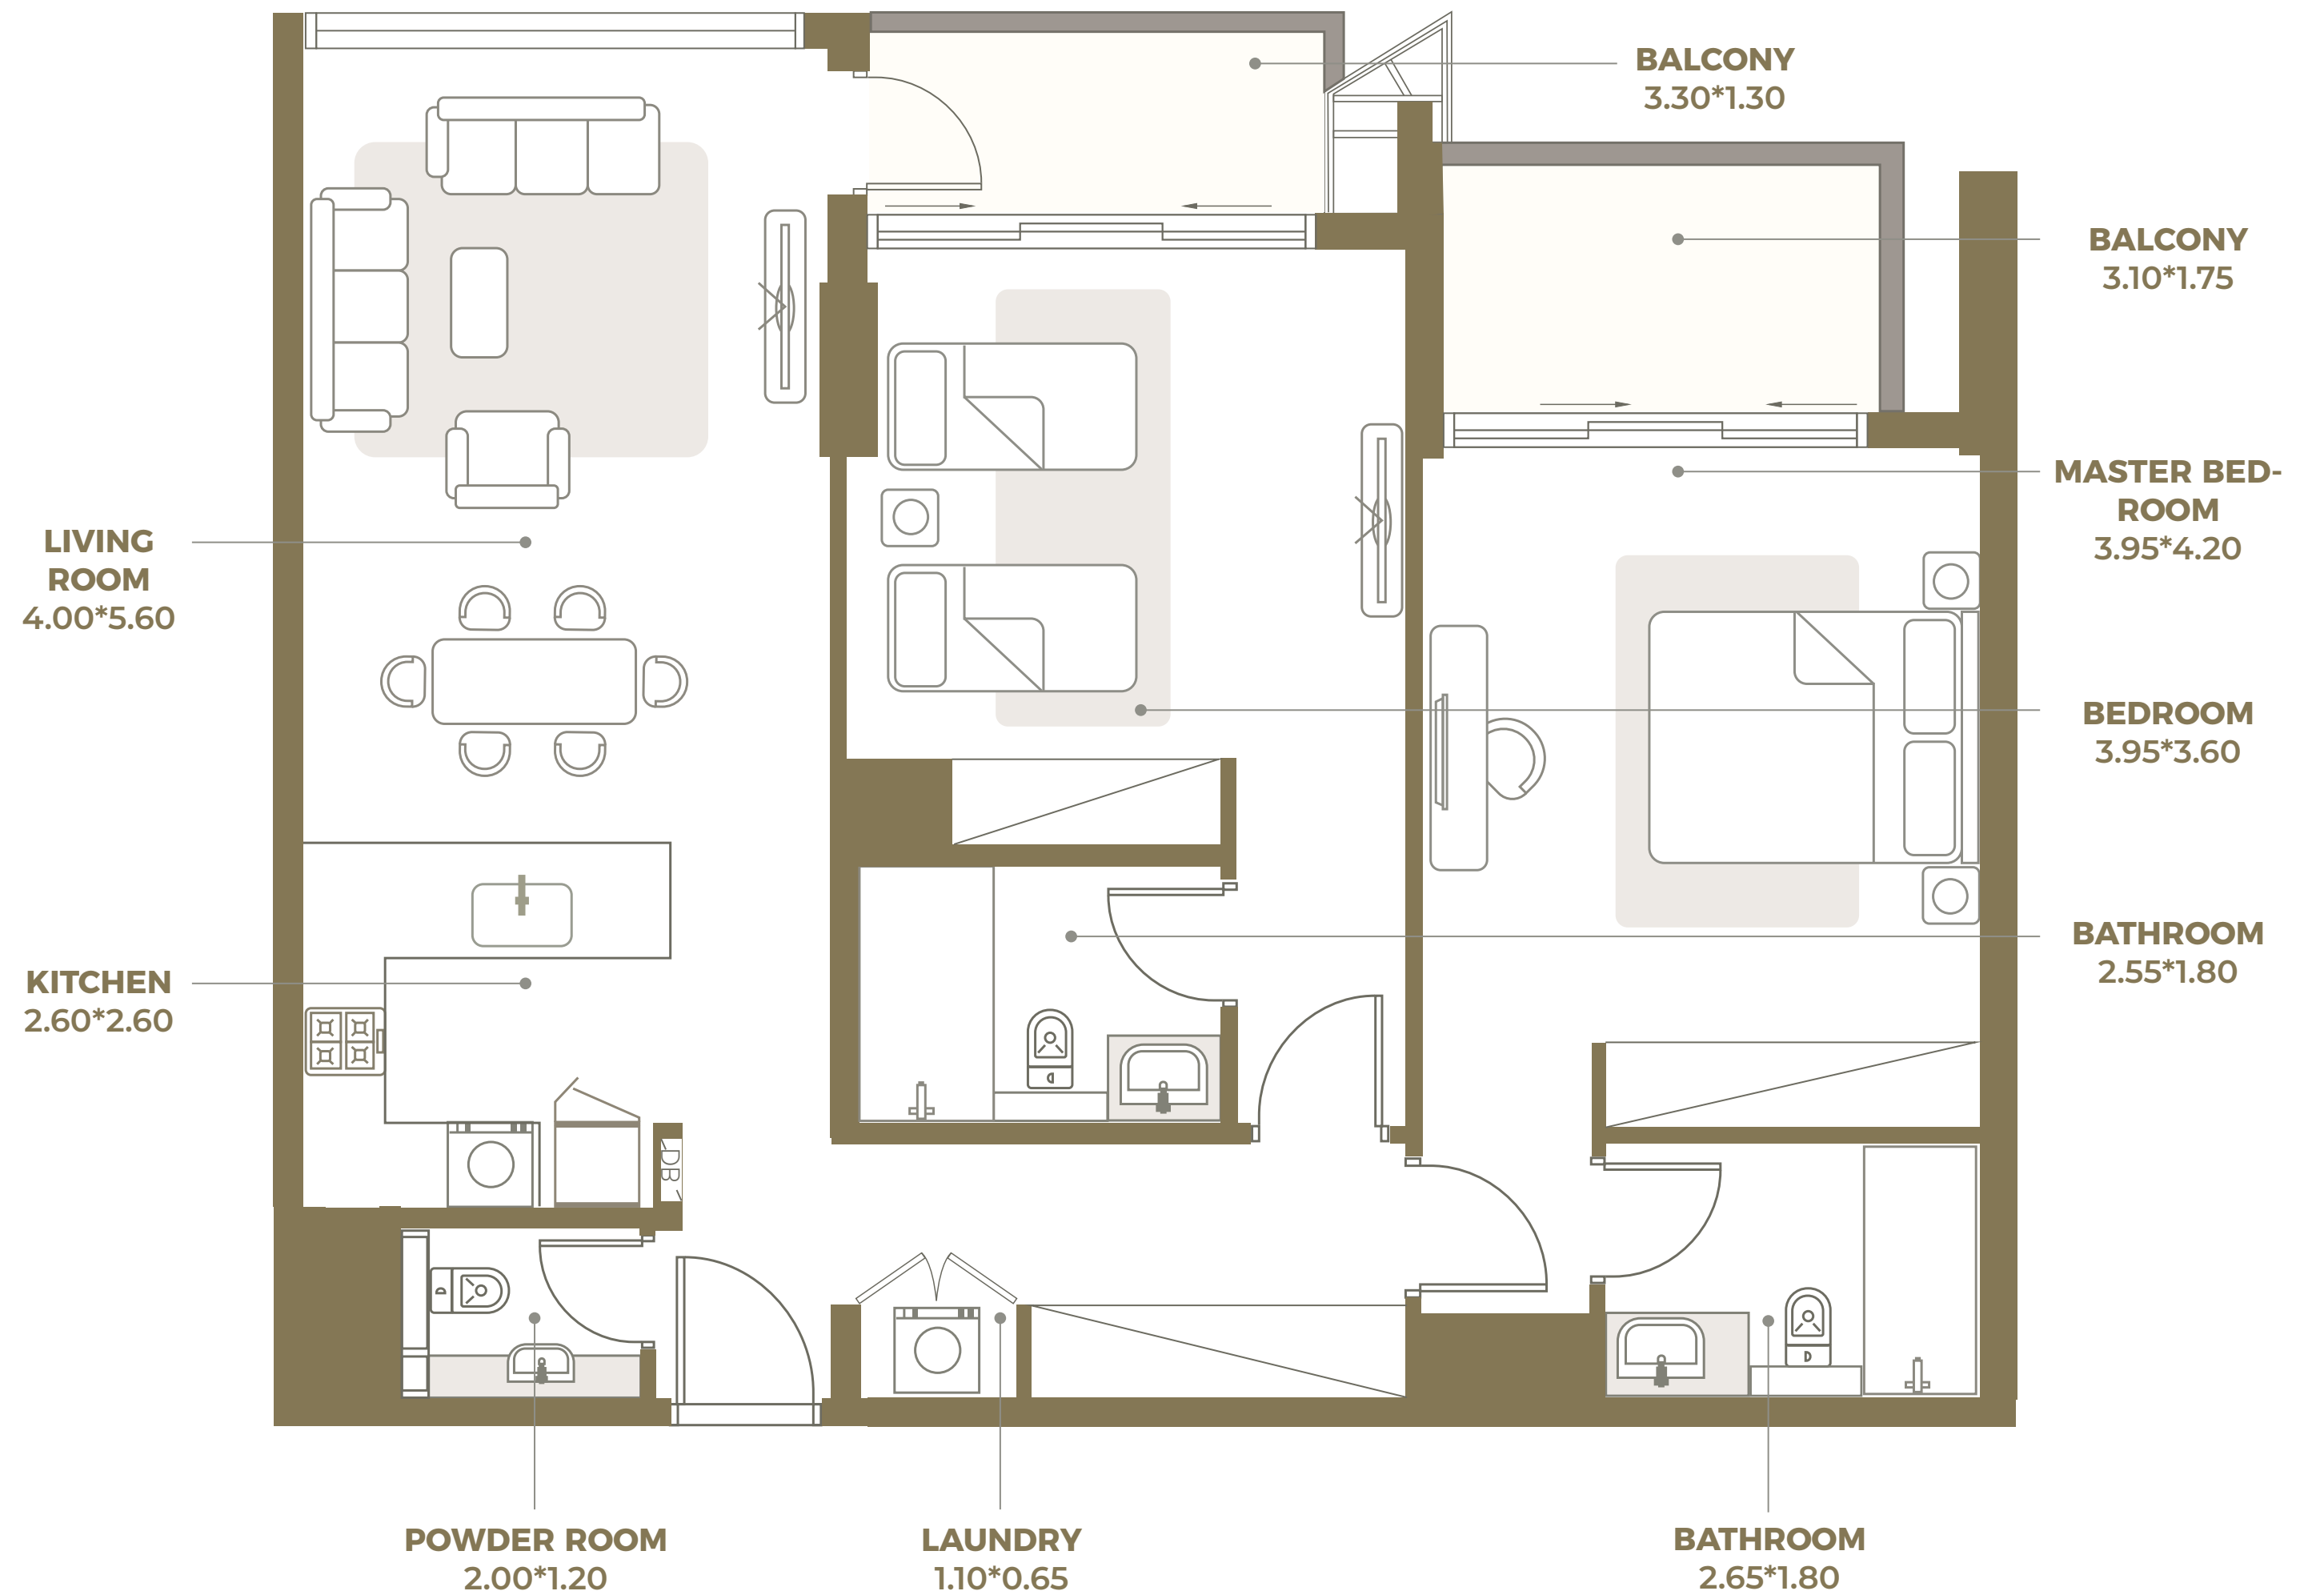 BALCONY
3.30*1.30
BALCONY
3.10*1.75
MASTER BED-
ROOM
3.95*4.20
LIVING
ROOM
4.00*5.60
BEDROOM
3.95*3.60
BATHROOM
2.55*1.80
KITCHEN
2.60*2.60
DB
POWDER ROOM
2.00*1.20
LAUNDRY
1.10*0.65
BATHROOM
2.65*1.80